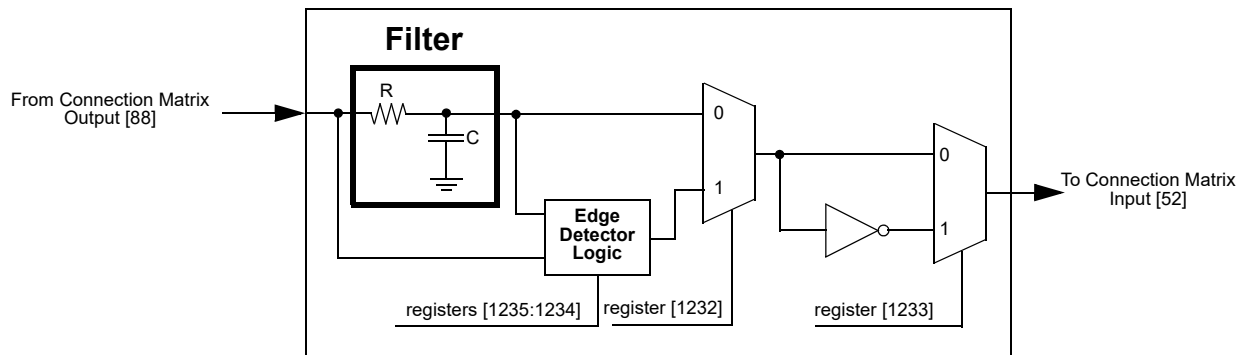 Filter
From Connection Matrix
Output [88]
R
C
0
1
Edge
Detector
Logic
0
1
To Connection Matrix
Input [52]
registers [1235:1234]
register [1232]
register [1233]